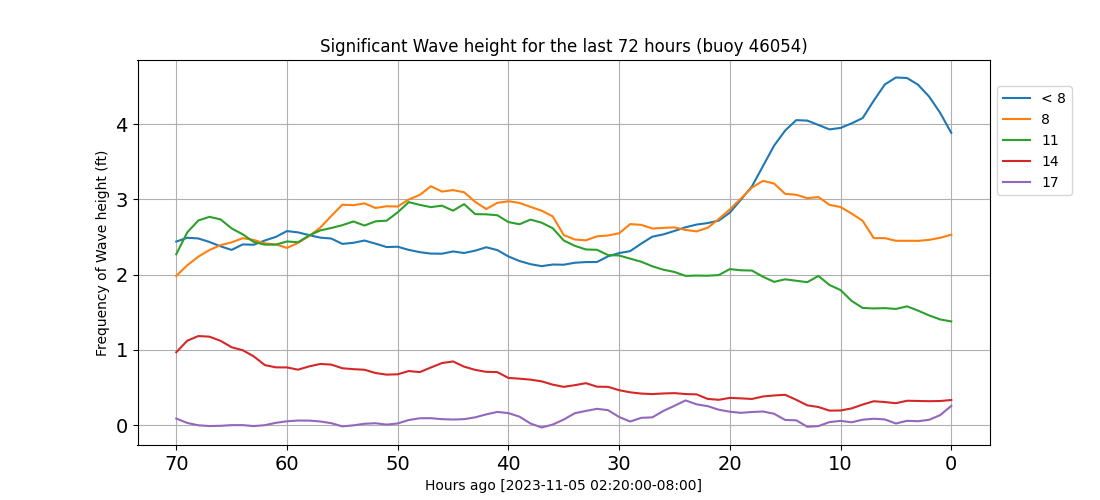 Significant Wave height for the last 72 hours (buoy 46054)
Frequency of Wave height (ft)
4
3
2
1
0
70 60 50 40 30 20 10 0
Hours ago [2023-11-05 02:20:00-08:00]
< 8
8
11
14
17